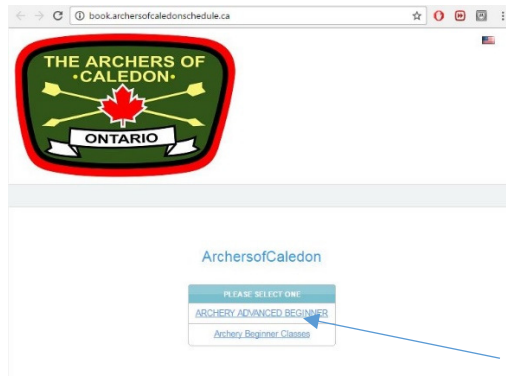 book.archersofcaledonschedule.ca
THE ARCHERS OF
•CALEDON•
ONTARIO
ArchersofCaledon
PLEASE SELECT ONE
ARCHERY ADVANCED BEGINNER
Archery Beginner Classes